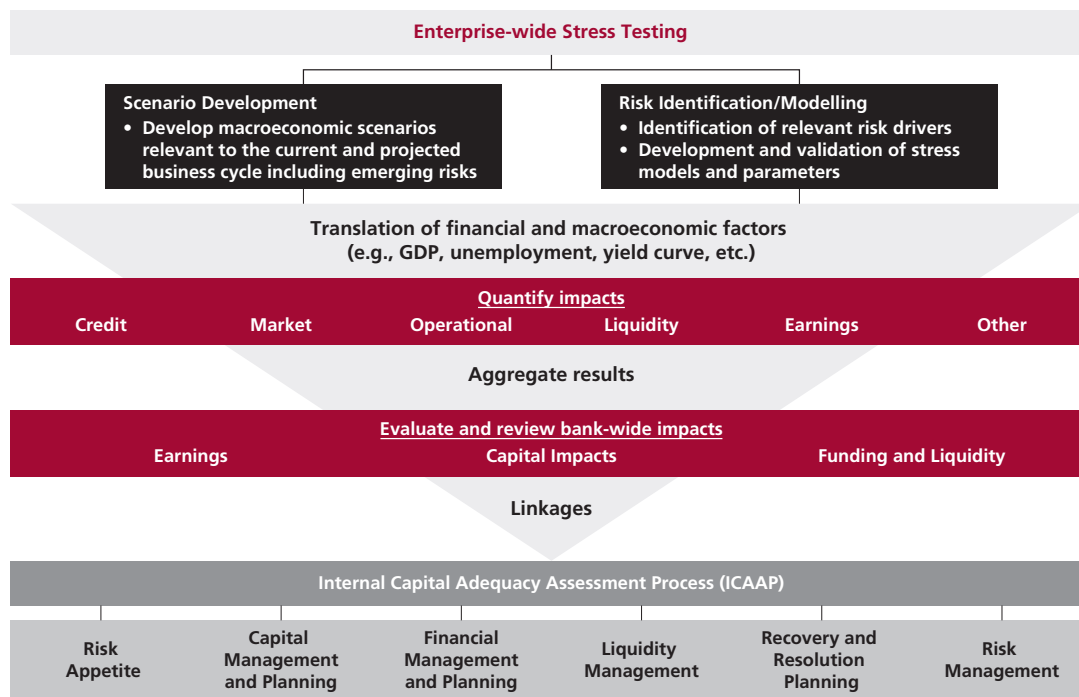 Enterprise-wide Stress Testing
Scenario Development
• Develop macroeconomic scenarios
relevant to the current and projected
business cycle including emerging risks
Risk Identification/Modelling
• Identification of relevant risk drivers
• Development and validation of stress
models and parameters
Translation of financial and macroeconomic factors
(e.g., GDP, unemployment, yield curve, etc.)
Quantify impacts
Credit Market Operational Liquidity Earnings Other
Aggregate results
Evaluate and review bank-wide impacts
Earnings Capital Impacts Funding and Liquidity
Linkages
Internal Capital Adequacy Assessment Process (ICAAP)
Risk
Appetite
Capital
Management
and Planning
Financial
Management
and Planning
Liquidity
Management
Recovery and
Resolution
Planning
Risk
Management